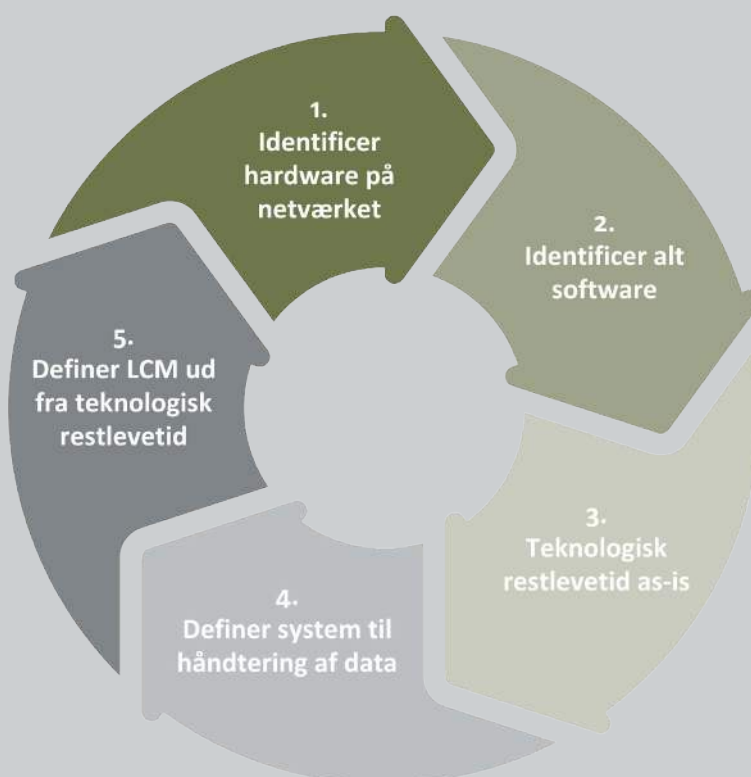 1.
Identificer
hardware på
netværket
2.
Identificer alt
software
3.
Teknologisk
restlevetid as-is
4.
Definer system til
håndtering af data
5.
Definer LCM ud
fra teknologisk
restlevetid